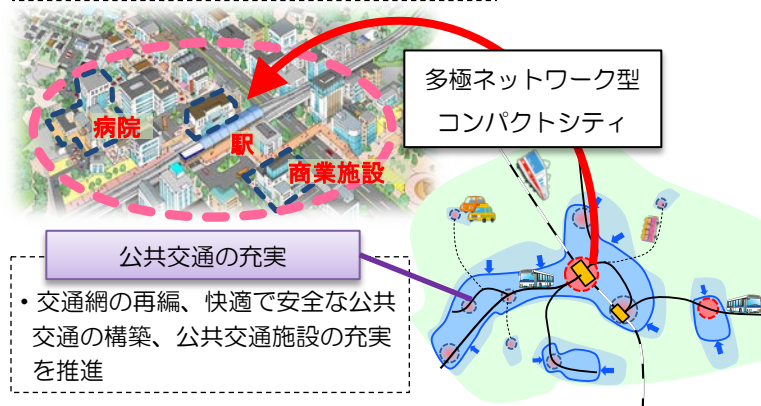 多極ネットワーク型
コンパクトシティ
病院
駅
商業施設
公共交通の充実
・交通網の再編、快適で安全な公共
交通の構築、公共交通施設の充実
を推進